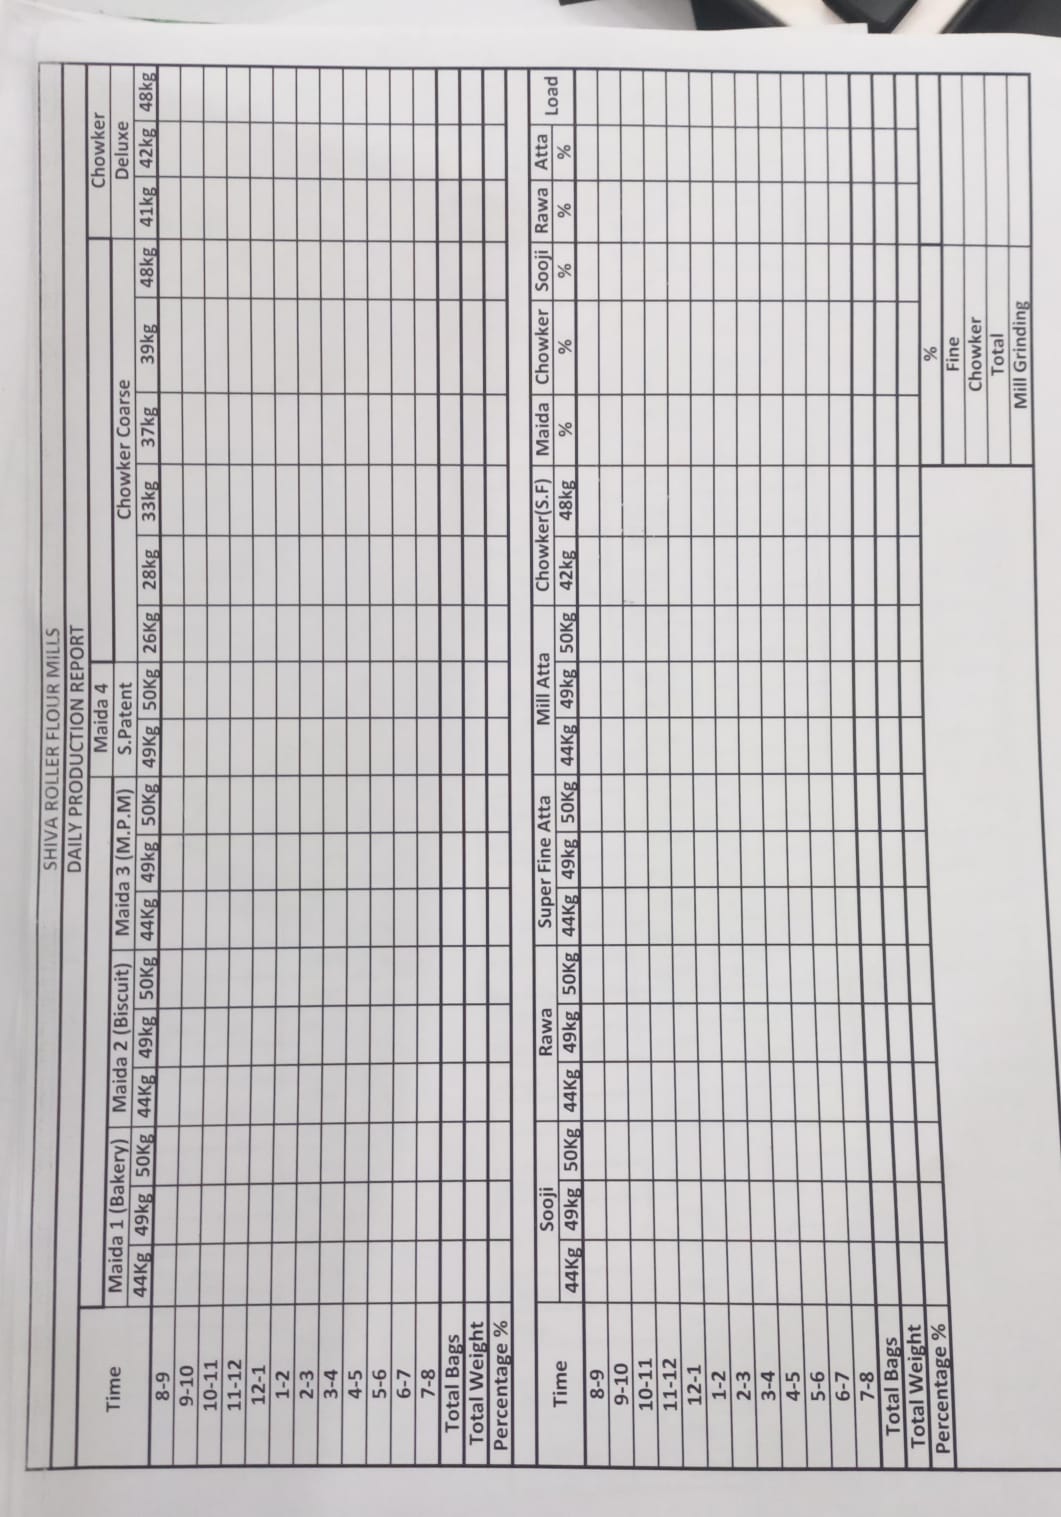 SHIVA ROLLER FLOUR MILLS
DAILY PRODUCTION REPORT
Time Maida 1 (Bakery) Maida 2 (Biscuit) Maida 3 (M.P.M) Maida 4 S.Patent Chowker Coarse Chowker Deluxe
44Kg 49kg 50Kg 44Kg 49kg 50Kg 44Kg 49kg 50Kg 49Kg 50Kg 26Kg 28kg 33kg 37kg 39kg 48kg 41kg 42kg 48kg
8-9
9-10
10-11
11-12
12-1
1-2
2-3
3-4
4-5
5-6
6-7
7-8
Total Bags
Total Weight
Percentage %
Time Sooji Rawa Super Fine Atta Mill Atta Chowker(S.F) Maida Chowker Sooji Rawa Atta Load
44Kg 49kg 50Kg 44Kg 49kg 50Kg 44Kg 49kg 50Kg 44Kg 49kg 50Kg 42kg 48kg % % % % %
8-9
9-10
10-11
11-12
12-1
1-2
2-3
3-4
4-5
5-6
6-7
7-8
Total Bags
Total Weight
Percentage %
%
Fine
Chowker
Total
Mill Grinding